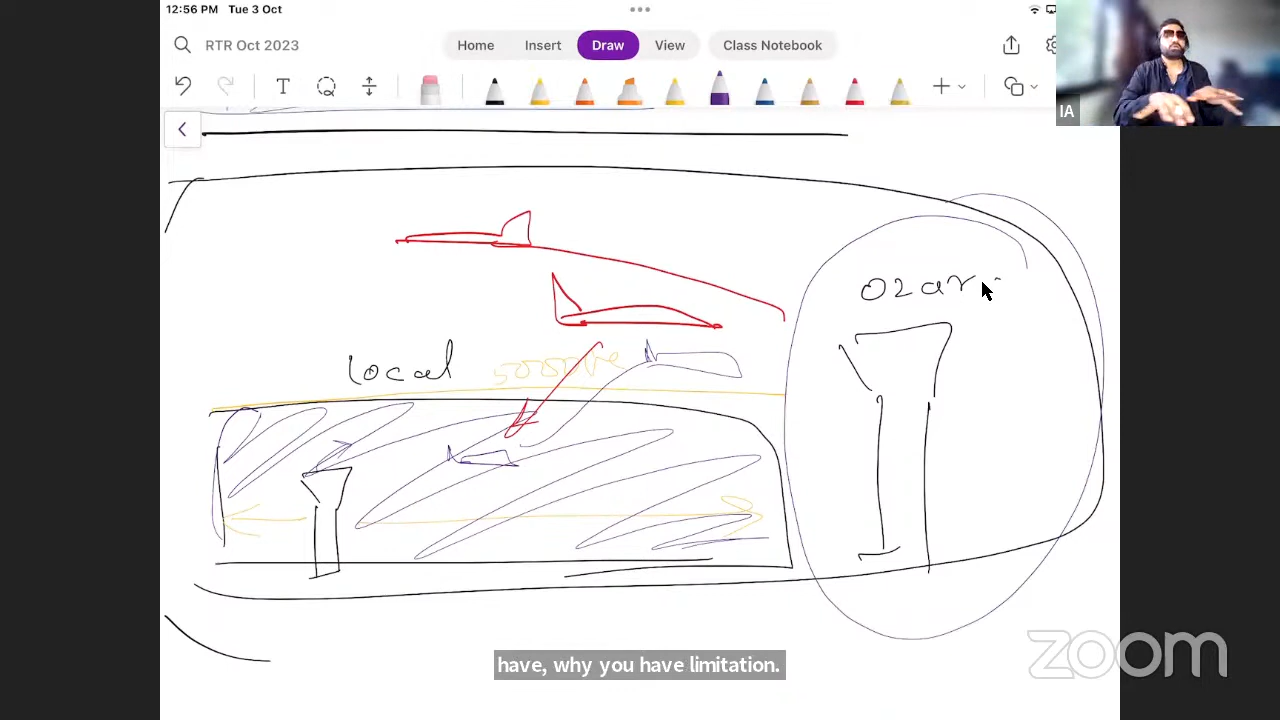 12:56 PM Tue 3 Oct
RTR Oct 2023
Home Insert Draw View Class Notebook
IA
local
have, why you have limitation.
zoom